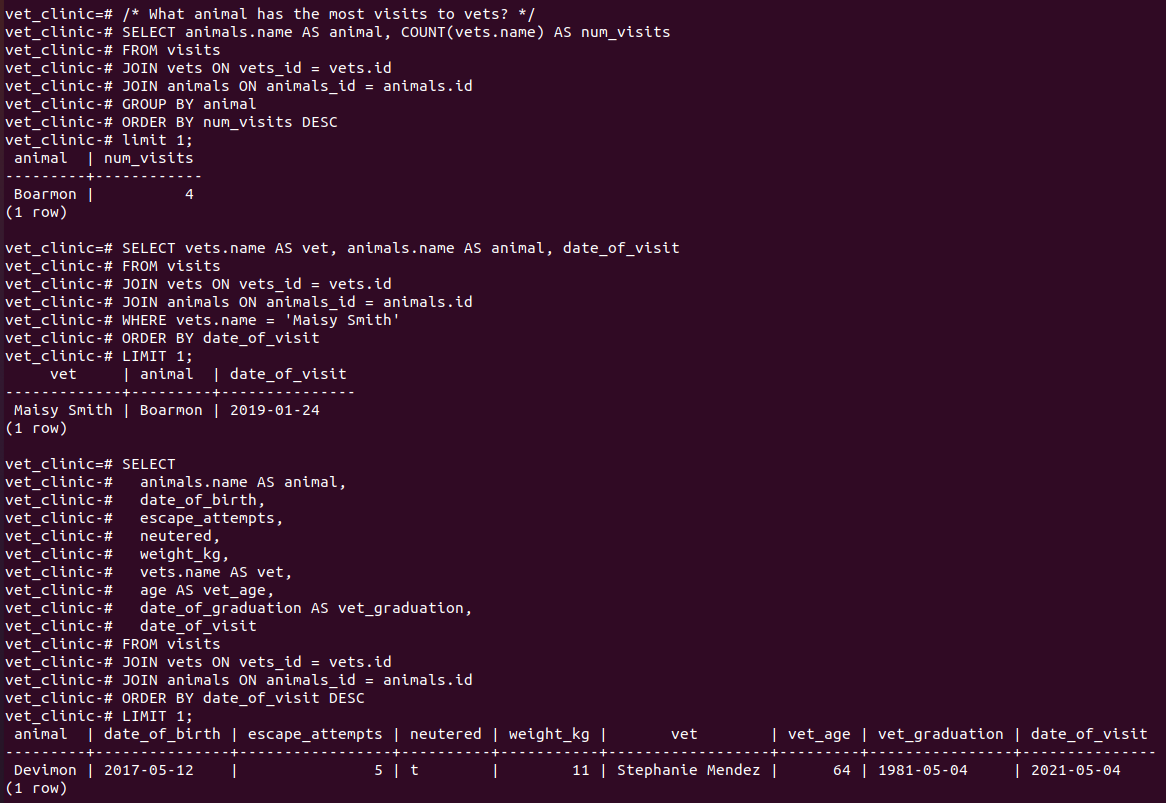 vet_clinic=# /* What animal has the most visits to vets? */
vet_clinic-# SELECT animals.name AS animal, COUNT(vets.name) AS num_visits
vet_clinic-# FROM visits
vet_clinic-# JOIN vets ON vets_id = vets.id
vet_clinic-# JOIN animals ON animals_id = animals.id
vet_clinic-# GROUP BY animal
vet_clinic-# ORDER BY num_visits DESC
vet_clinic-# limit 1;
 animal  | num_visits
---------+------------
 Boarmon |          4
(1 row)

vet_clinic=# SELECT vets.name AS vet, animals.name AS animal, date_of_visit
vet_clinic-# FROM visits
vet_clinic-# JOIN vets ON vets_id = vets.id
vet_clinic-# JOIN animals ON animals_id = animals.id
vet_clinic-# WHERE vets.name = 'Maisy Smith'
vet_clinic-# ORDER BY date_of_visit
vet_clinic-# LIMIT 1;
     vet     | animal  | date_of_visit
-------------+---------+---------------
 Maisy Smith | Boarmon | 2019-01-24
(1 row)

vet_clinic=# SELECT
vet_clinic-#   animals.name AS animal,
vet_clinic-#   date_of_birth,
vet_clinic-#   escape_attempts,
vet_clinic-#   neutered,
vet_clinic-#   weight_kg,
vet_clinic-#   vets.name AS vet,
vet_clinic-#   age AS vet_age,
vet_clinic-#   date_of_graduation AS vet_graduation,
vet_clinic-#   date_of_visit
vet_clinic-# FROM visits
vet_clinic-# JOIN vets ON vets_id = vets.id
vet_clinic-# JOIN animals ON animals_id = animals.id
vet_clinic-# ORDER BY date_of_visit DESC
vet_clinic-# LIMIT 1;
 animal  | date_of_birth | escape_attempts | neutered | weight_kg |       vet        | vet_age | vet_graduation | date_of_visit
---------+---------------+-----------------+----------+-----------+------------------+---------+----------------+---------------
 Devimon | 2017-05-12    |               5 | t        |        11 | Stephanie Mendez |      64 | 1981-05-04     | 2021-05-04
(1 row)